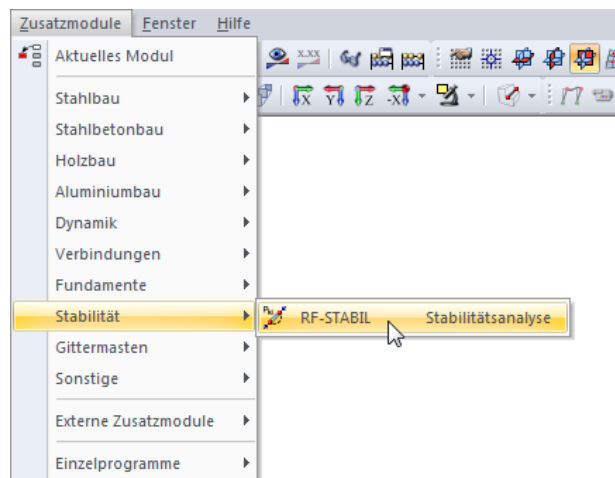 Zusatzmodule Fenster Hilfe
Aktuelles Modul
x.xx
Stahlbau
X Y Z -X
Stahlbetonbau
Holzbau
Aluminiumbau
Dynamik
Verbindungen
Fundamente
Stabilität
RF-STABIL Stabilitätsanalyse
Gittermasten
Sonstige
Externe Zusatzmodule
Einzelprogramme